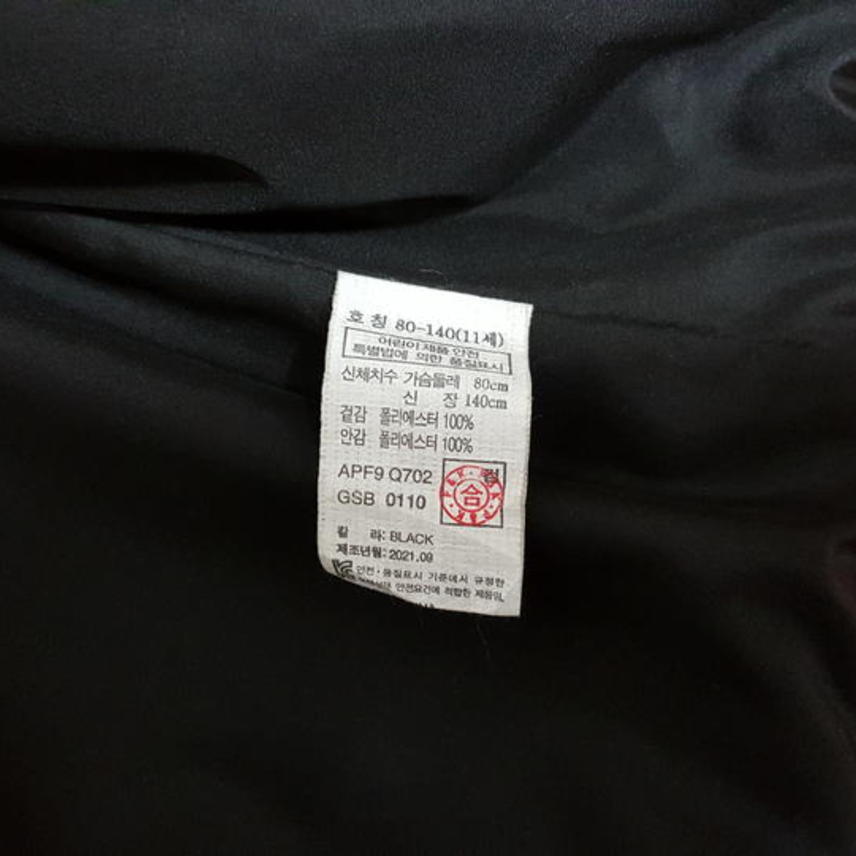 호 칭 80-140(11세)
어린이제품 안전
특별법에 의한 품질표시
신체치수 가슴둘레 80cm
신 장 140cm
겉감 폴리에스터 100%
안감 폴리에스터 100%
APF9 Q702
검
合
GSB 0110
칼 라: BLACK
제조년월: 2021.09
안전·품질표시 기준에서 규정한
안전요건에 적합한 제품임.